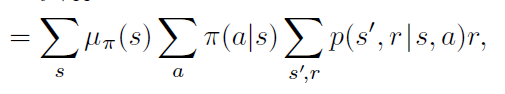 = ∑_s μ_π(s) ∑_a π(a|s) ∑_{s′,r} p(s′, r|s, a)r,